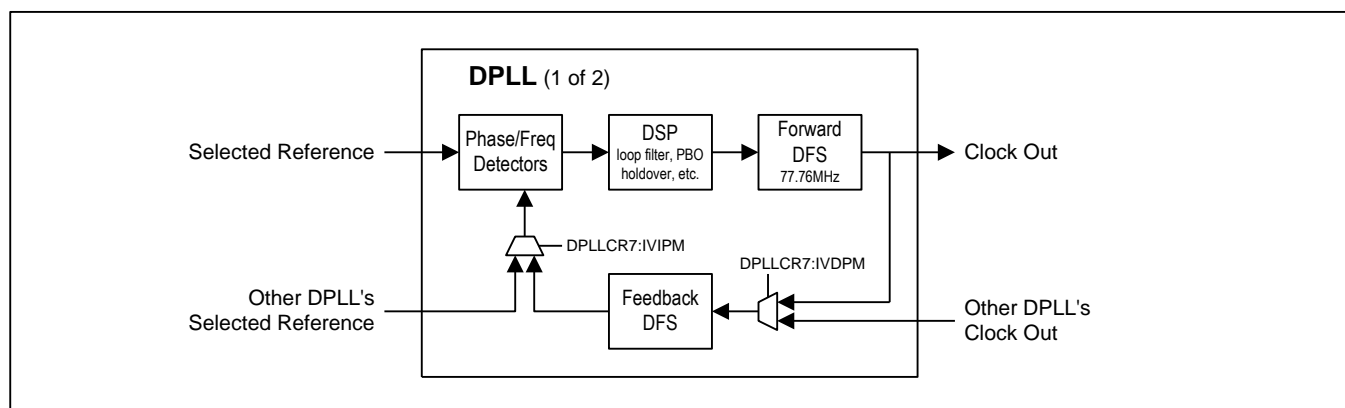 DPLL (1 of 2)
Selected Reference
Phase/Freq
Detectors
DSP
loop filter, PBO
holdover, etc.
Forward
DFS
77.76MHz
Clock Out
DPLLCR7:IVIPM
DPLLCR7:IVDPM
Other DPLL's
Selected Reference
Feedback
DFS
Other DPLL's
Clock Out